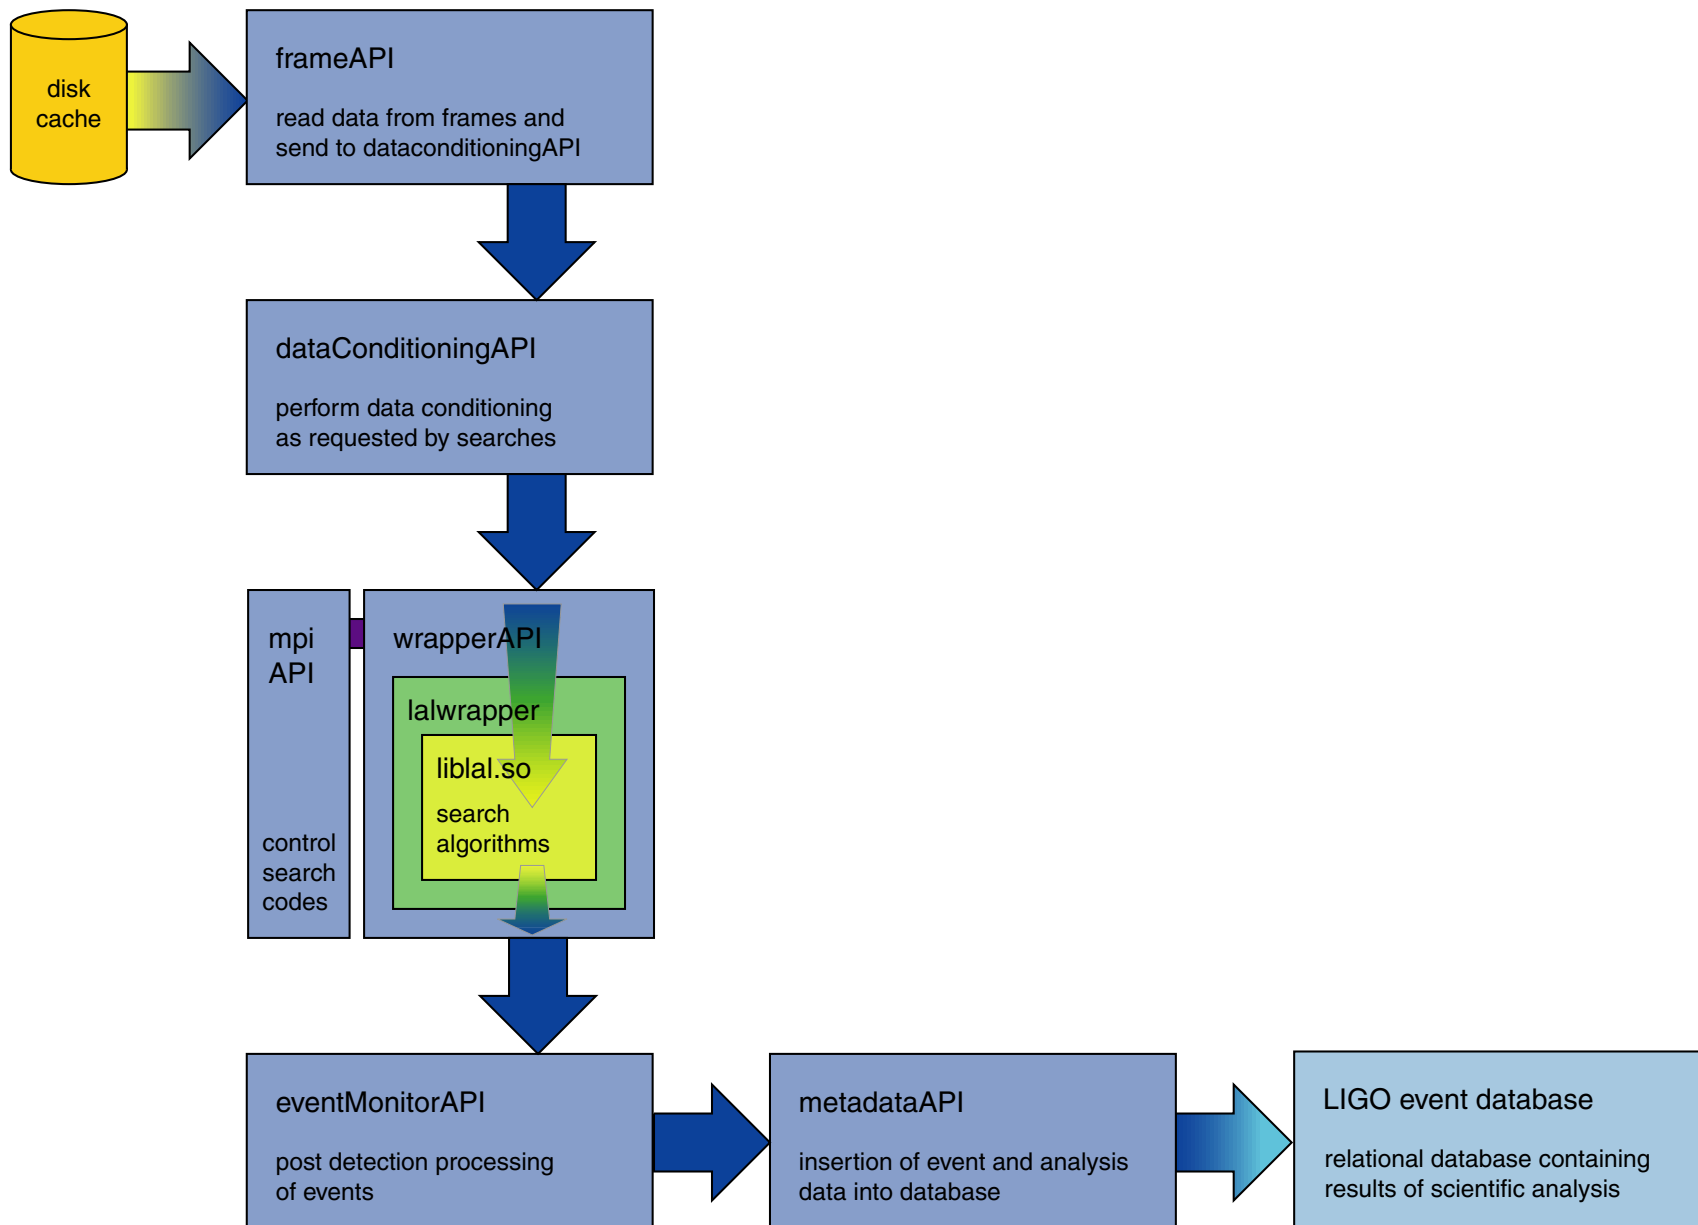 disk
cache
frameAPI
read data from frames and
send to dataconditioningAPI
dataConditioningAPI
perform data conditioning
as requested by searches
mpi
API
control
search
codes
wrapperAPI
lalwrapper
liblal.so
search
algorithms
eventMonitorAPI
post detection processing
of events
metadataAPI
insertion of event and analysis
data into database
LIGO event database
relational database containing
results of scientific analysis